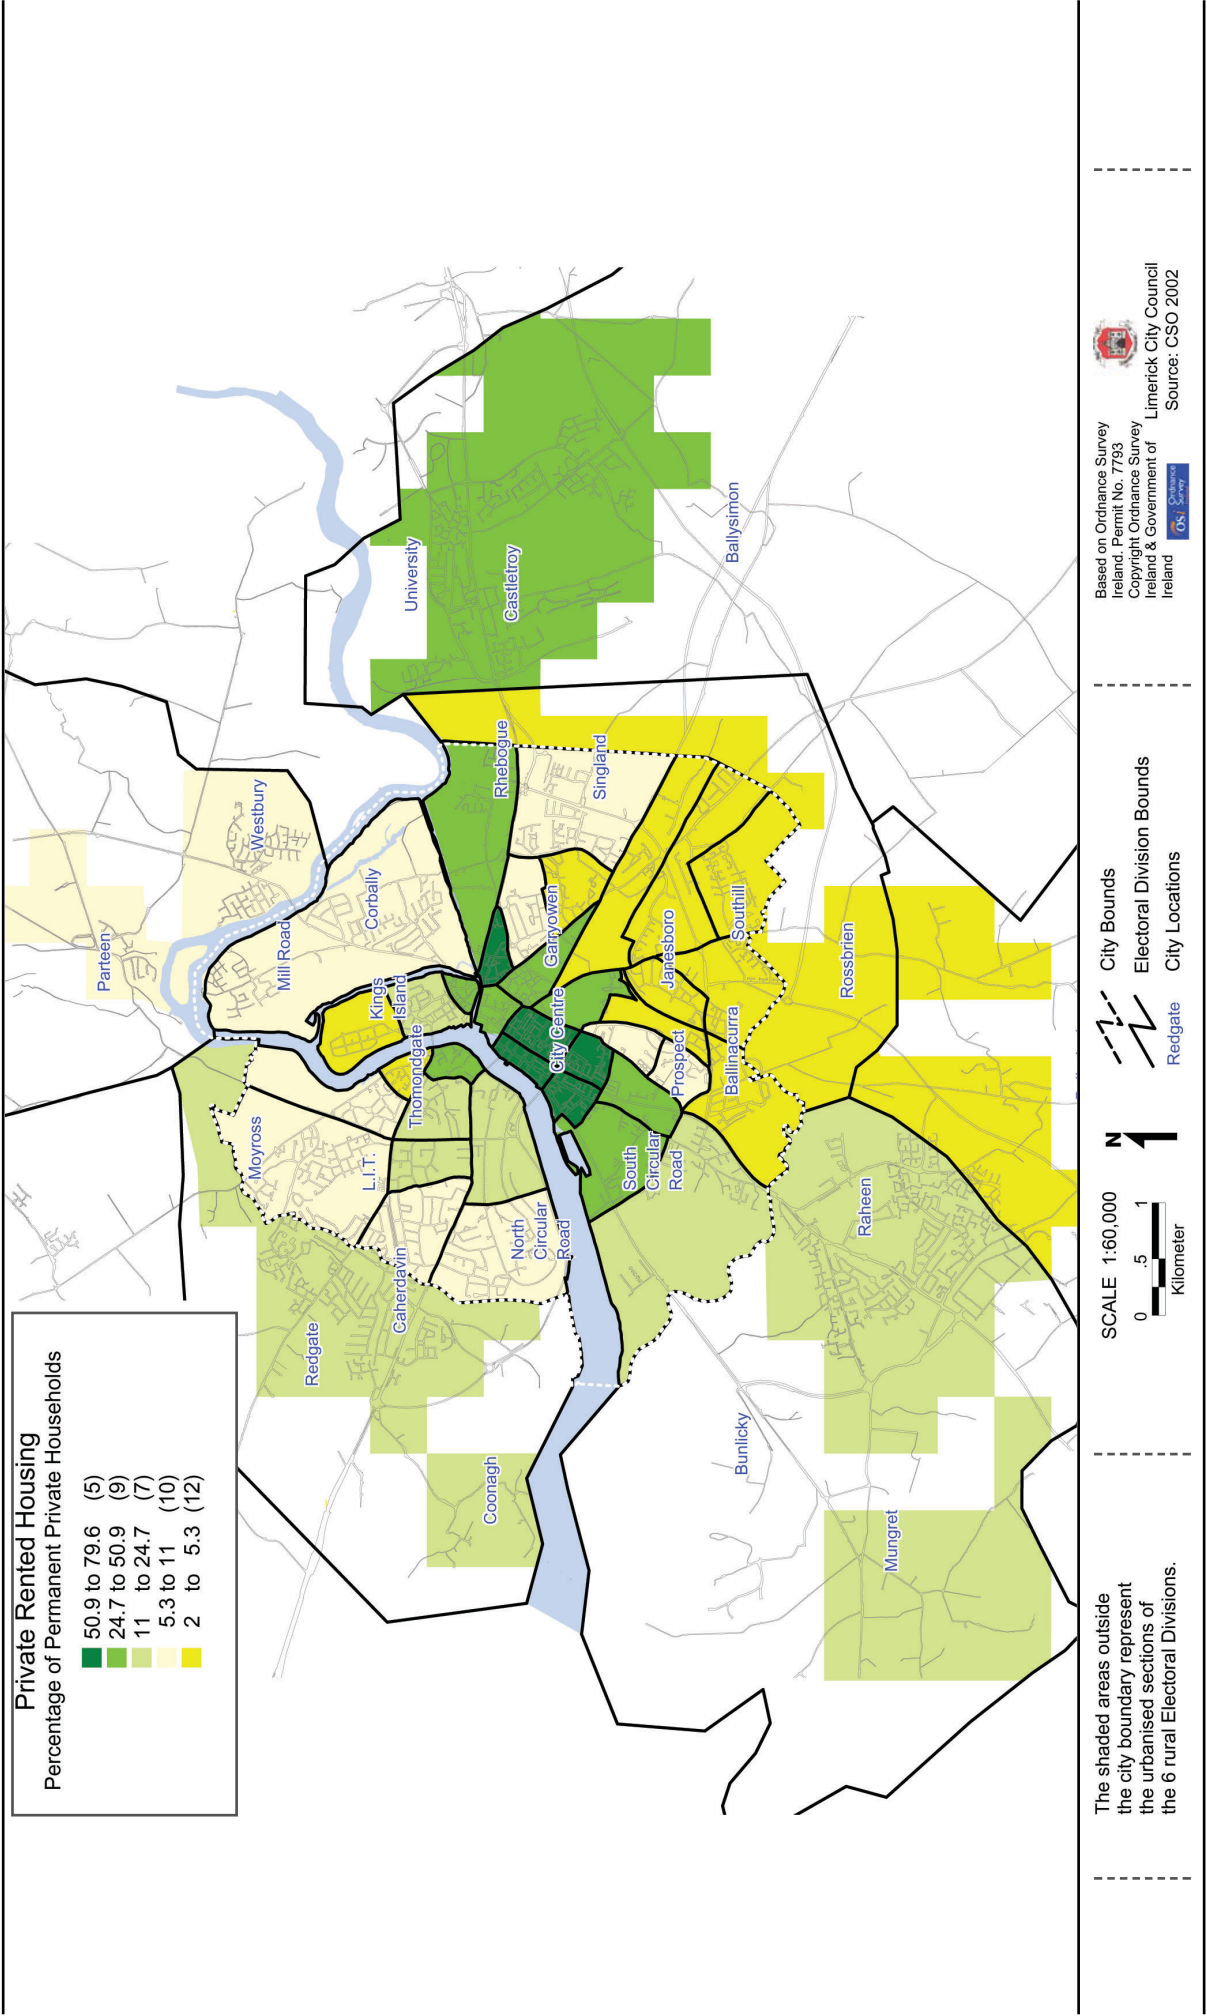 Private Rented Housing
Percentage of Permanent Private Households
50.9 to 79.6 (5)
24.7 to 50.9 (9)
11 to 24.7 (7)
5.3 to 11 (10)
2 to 5.3 (12)
Parteen
Westbury
Mill Road
Corbally
Moyross
Kings
Island
L.I.T.
Thomondgate
Redgate
Caherdavin
University
Castletroy
Rhebogue
Coonagh
North
Circular
Road
City Centre
Garryowen
Singland
South
Circular
Road
Prospect
Janesboro
Ballinacurra
Southill
Ballysimon
Bunlicky
Rossbrien
Raheen
Mungret
The shaded areas outside
the city boundary represent
the urbanised sections of
the 6 rural Electoral Divisions.
SCALE 1:60,000
N
0 .5 1
Kilometer
City Bounds
Electoral Division Bounds
Redgate City Locations
Based on Ordnance Survey
Ireland. Permit No. 7793
Copyright Ordnance Survey
Ireland & Government of
Ireland
OSi Ordnance
Survey
Limerick City Council
Source: CSO 2002